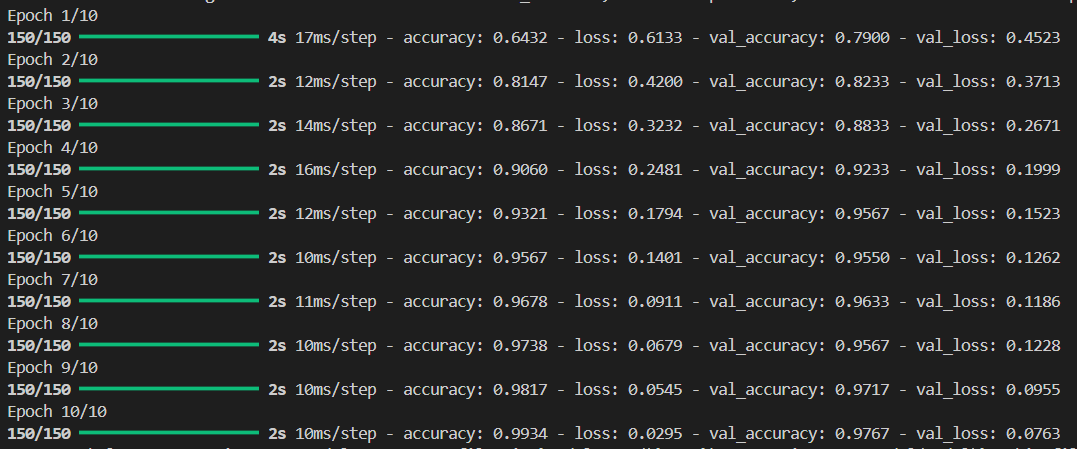 Epoch 1/10
150/150 4s 17ms/step - accuracy: 0.6432 - loss: 0.6133 - val_accuracy: 0.7900 - val_loss: 0.4523
Epoch 2/10
150/150 2s 12ms/step - accuracy: 0.8147 - loss: 0.4200 - val_accuracy: 0.8233 - val_loss: 0.3713
Epoch 3/10
150/150 2s 14ms/step - accuracy: 0.8671 - loss: 0.3232 - val_accuracy: 0.8833 - val_loss: 0.2671
Epoch 4/10
150/150 2s 16ms/step - accuracy: 0.9060 - loss: 0.2481 - val_accuracy: 0.9233 - val_loss: 0.1999
Epoch 5/10
150/150 2s 12ms/step - accuracy: 0.9321 - loss: 0.1794 - val_accuracy: 0.9567 - val_loss: 0.1523
Epoch 6/10
150/150 2s 10ms/step - accuracy: 0.9567 - loss: 0.1401 - val_accuracy: 0.9550 - val_loss: 0.1262
Epoch 7/10
150/150 2s 11ms/step - accuracy: 0.9678 - loss: 0.0911 - val_accuracy: 0.9633 - val_loss: 0.1186
Epoch 8/10
150/150 2s 10ms/step - accuracy: 0.9738 - loss: 0.0679 - val_accuracy: 0.9567 - val_loss: 0.1228
Epoch 9/10
150/150 2s 10ms/step - accuracy: 0.9817 - loss: 0.0545 - val_accuracy: 0.9717 - val_loss: 0.0955
Epoch 10/10
150/150 2s 10ms/step - accuracy: 0.9934 - loss: 0.0295 - val_accuracy: 0.9767 - val_loss: 0.0763